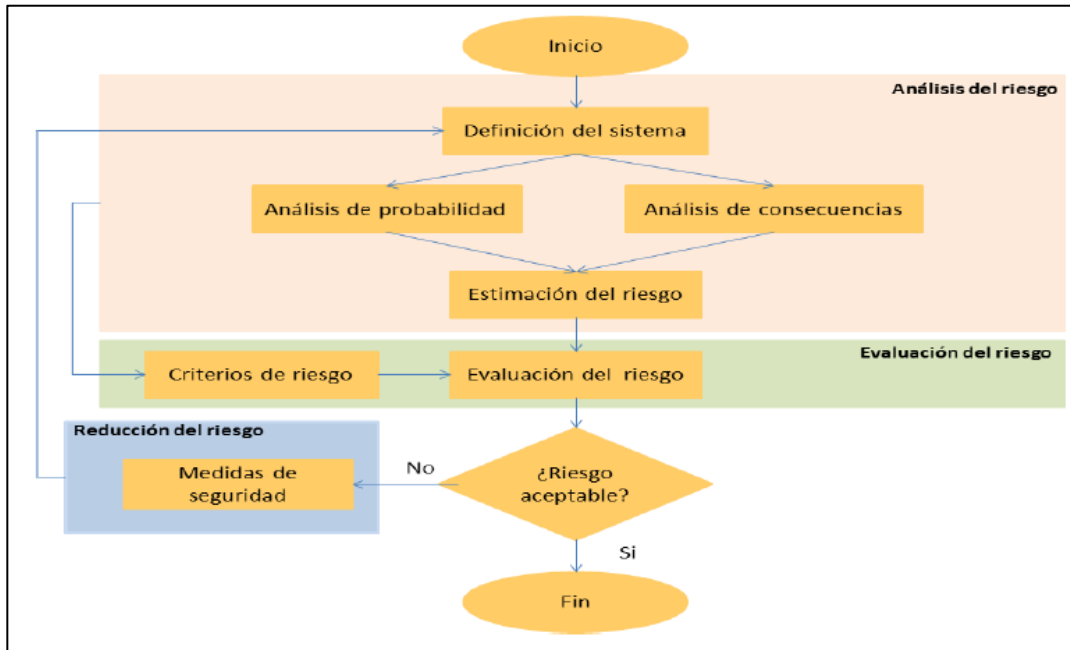 Inicio
Análisis del riesgo
Definición del sistema
Análisis de probabilidad
Análisis de consecuencias
Estimación del riesgo
Evaluación del riesgo
Criterios de riesgo
Evaluación del riesgo
Reducción del riesgo
Medidas de
seguridad
No
¿Riesgo
aceptable?
Si
Fin